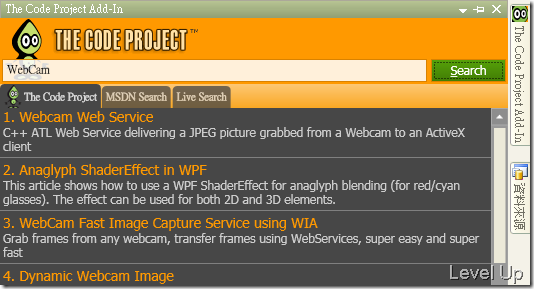 The Code Project Add-In
THE CODE PROJECT™
WebCam
Search
The Code Project
MSDN Search
Live Search
1. Webcam Web Service
C++ ATL Web Service delivering a JPEG picture grabbed from a Webcam to an ActiveX
client
2. Anaglyph ShaderEffect in WPF
This article shows how to use a WPF ShaderEffect for anaglyph blending (for red/cyan
glasses). The effect can be used for both 2D and 3D elements.
3. WebCam Fast Image Capture Service using WIA
Grab frames from any webcam, transfer frames using WebServices, super easy and super
fast
4. Dynamic Webcam Image
Level Up
The Code Project Add-In
資料來源